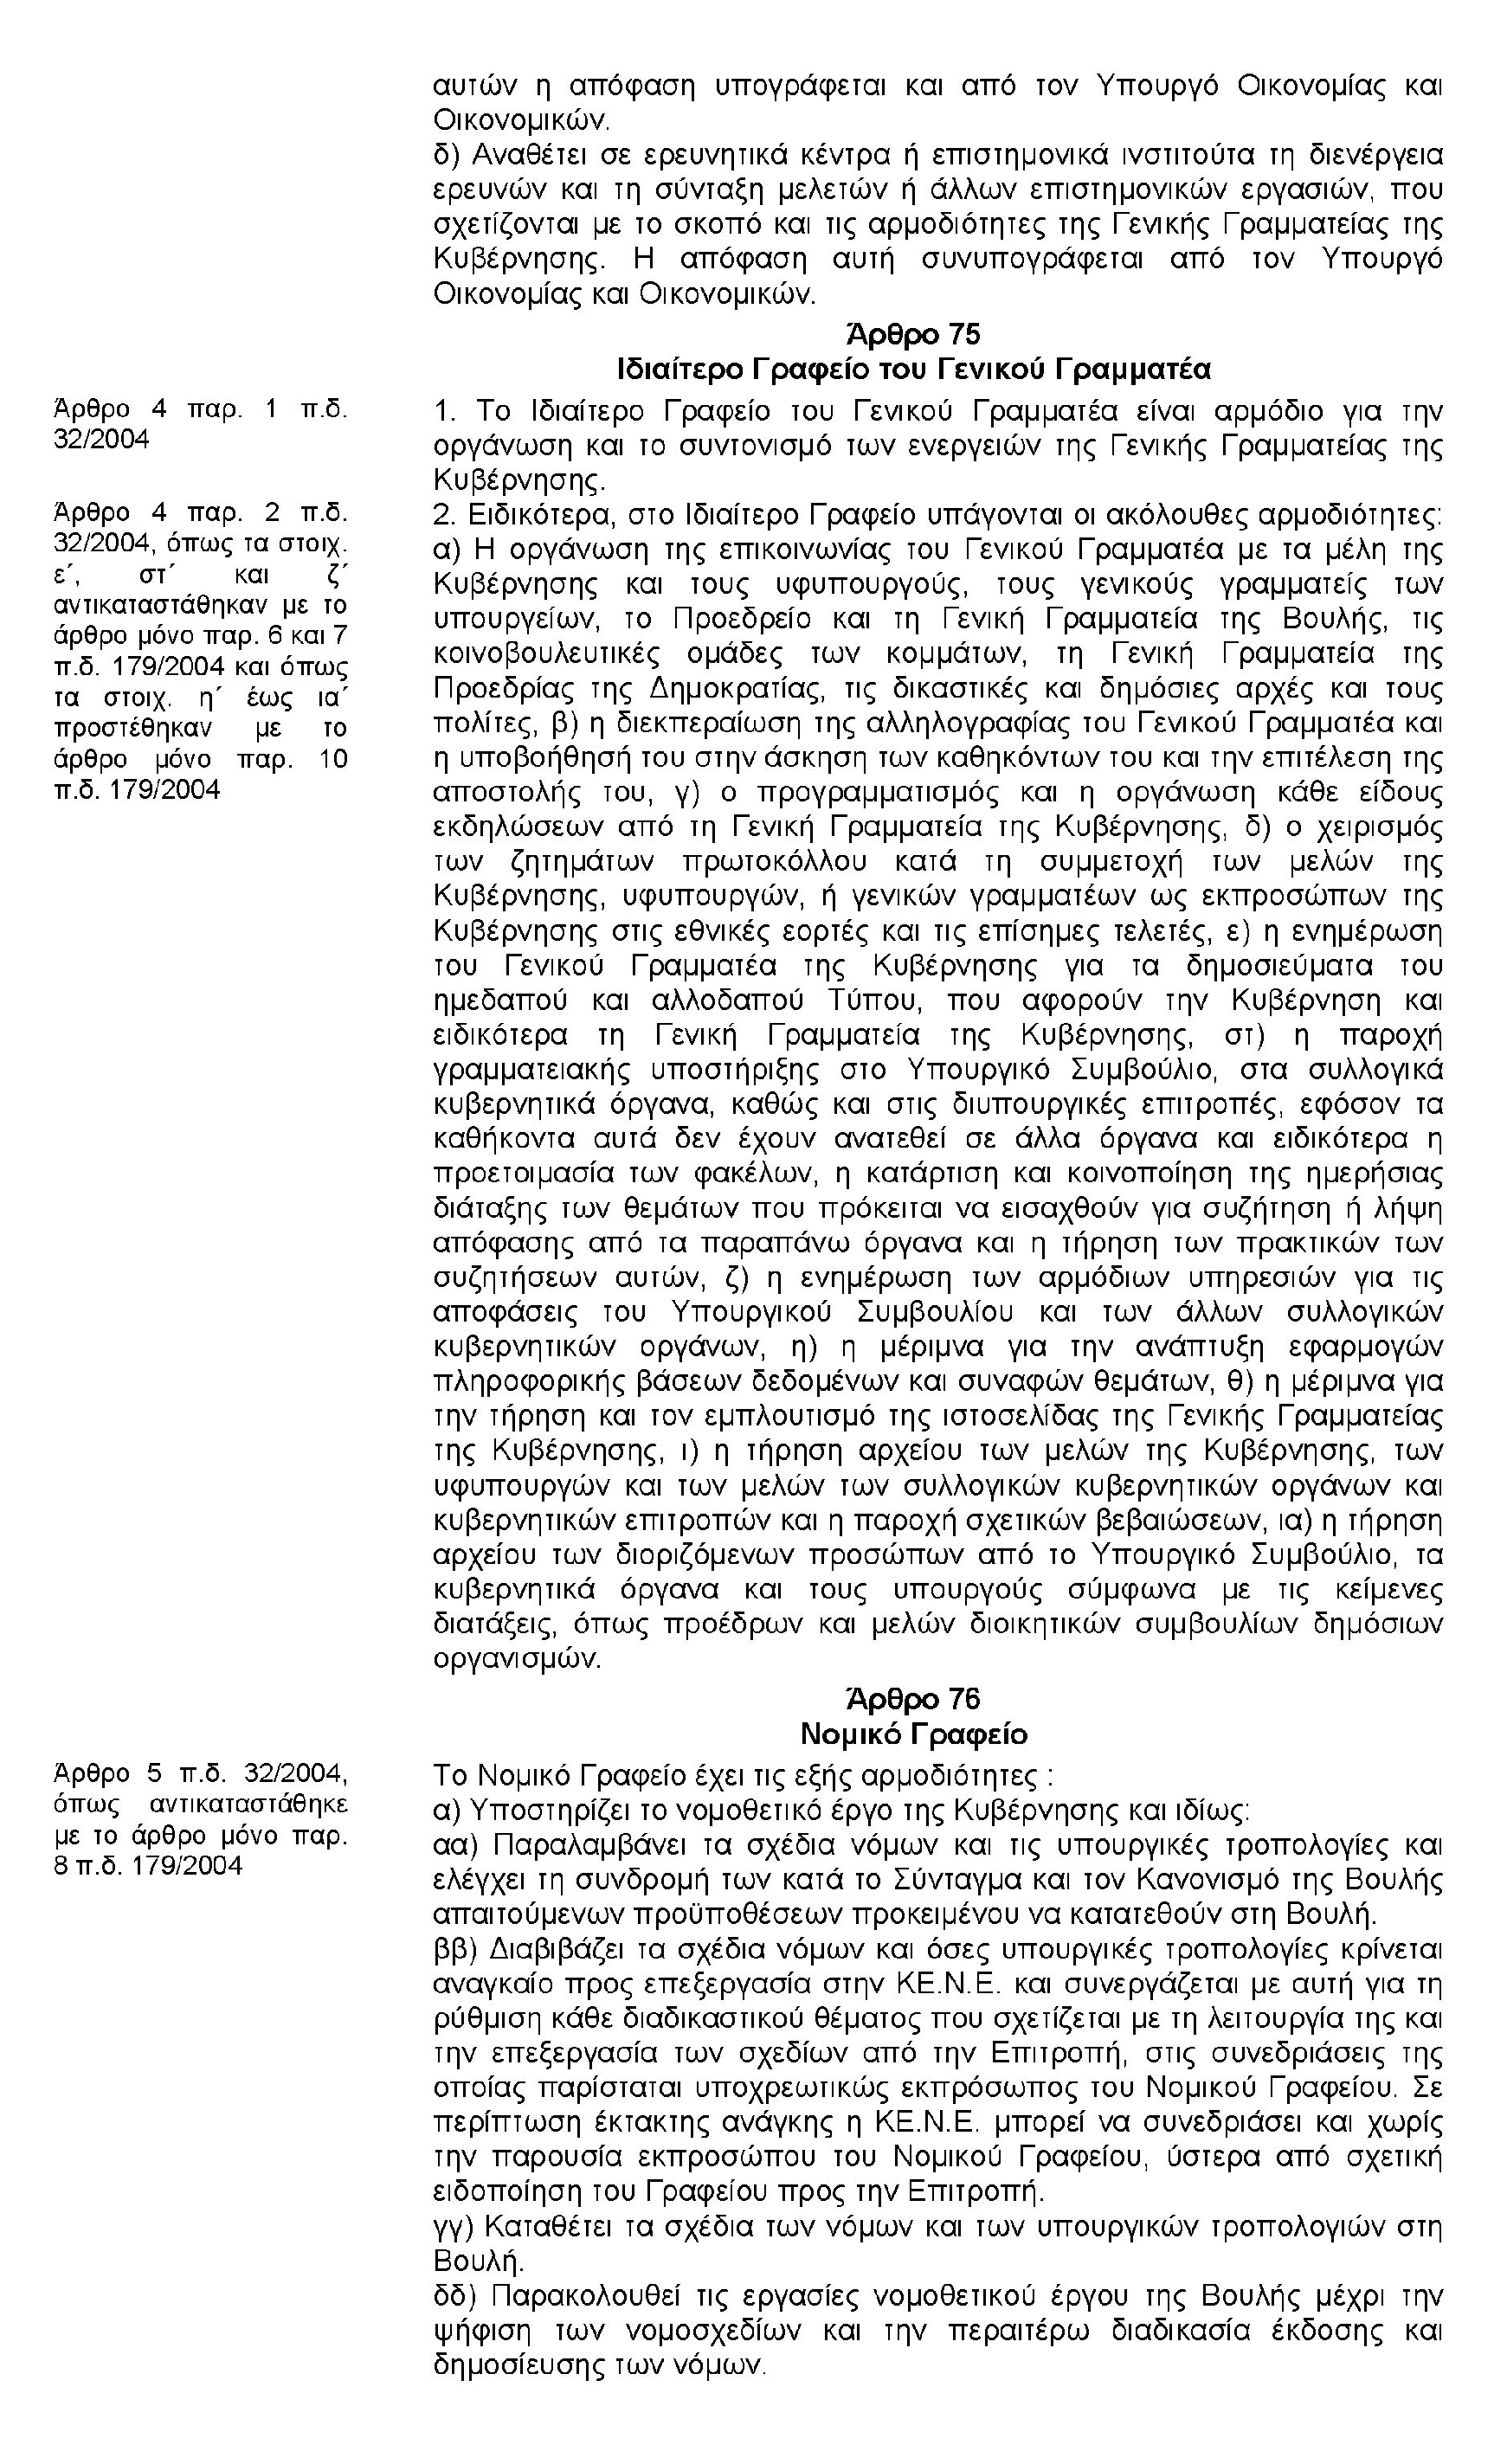 αυτών η απόφαση υπογράφεται και από τον Υπουργό Οικονομίας και
Οικονομικών.
δ) Αναθέτει σε ερευνητικά κέντρα ή επιστημονικά ινστιτούτα τη διενέργεια
ερευνών και τη σύνταξη μελετών ή άλλων επιστημονικών εργασιών, που
σχετίζονται με το σκοπό και τις αρμοδιότητες της Γενικής Γραμματείας της
Κυβέρνησης. Η απόφαση αυτή συνυπογράφεται από τον Υπουργό
Οικονομίας και Οικονομικών.
Άρθρο 75
Ιδιαίτερο Γραφείο του Γενικού Γραμματέα
Άρθρο 4 παρ. 1 π.δ.
32/2004
1. Το Ιδιαίτερο Γραφείο του Γενικού Γραμματέα είναι αρμόδιο για την
οργάνωση και το συντονισμό των ενεργειών της Γενικής Γραμματείας της
Κυβέρνησης.
Άρθρο 4 παρ. 2 π.δ.
32/2004, όπως τα στοιχ.
ε΄, στ΄ και ζ΄
αντικαταστάθηκαν με το
άρθρο μόνο παρ. 6 και 7
π.δ. 179/2004 και όπως
τα στοιχ. η΄ έως ια΄
προστέθηκαν με το
άρθρο μόνο παρ. 10
π.δ. 179/2004
2. Ειδικότερα, στο Ιδιαίτερο Γραφείο υπάγονται οι ακόλουθες αρμοδιότητες:
α) Η οργάνωση της επικοινωνίας του Γενικού Γραμματέα με τα μέλη της
Κυβέρνησης και τους υφυπουργούς, τους γενικούς γραμματείς των
υπουργείων, το Προεδρείο και τη Γενική Γραμματεία της Βουλής, τις
κοινοβουλευτικές ομάδες των κομμάτων, τη Γενική Γραμματεία της
Προεδρίας της Δημοκρατίας, τις δικαστικές και δημόσιες αρχές και τους
πολίτες, β) η διεκπεραίωση της αλληλογραφίας του Γενικού Γραμματέα και
η υποβοήθησή του στην άσκηση των καθηκόντων του και την επιτέλεση της
αποστολής του, γ) ο προγραμματισμός και η οργάνωση κάθε είδους
εκδηλώσεων από τη Γενική Γραμματεία της Κυβέρνησης, δ) ο χειρισμός
των ζητημάτων πρωτοκόλλου κατά τη συμμετοχή των μελών της
Κυβέρνησης, υφυπουργών, ή γενικών γραμματέων ως εκπροσώπων της
Κυβέρνησης στις εθνικές εορτές και τις επίσημες τελετές, ε) η ενημέρωση
του Γενικού Γραμματέα της Κυβέρνησης για τα δημοσιεύματα του
ημεδαπού και αλλοδαπού Τύπου, που αφορούν την Κυβέρνηση και
ειδικότερα τη Γενική Γραμματεία της Κυβέρνησης, στ) η παροχή
γραμματειακής υποστήριξης στο Υπουργικό Συμβούλιο, στα συλλογικά
κυβερνητικά όργανα, καθώς και στις διυπουργικές επιτροπές, εφόσον τα
καθήκοντα αυτά δεν έχουν ανατεθεί σε άλλα όργανα και ειδικότερα η
προετοιμασία των φακέλων, η κατάρτιση και κοινοποίηση της ημερήσιας
διάταξης των θεμάτων που πρόκειται να εισαχθούν για συζήτηση ή λήψη
απόφασης από τα παραπάνω όργανα και η τήρηση των πρακτικών των
συζητήσεων αυτών, ζ) η ενημέρωση των αρμόδιων υπηρεσιών για τις
αποφάσεις του Υπουργικού Συμβουλίου και των άλλων συλλογικών
κυβερνητικών οργάνων, η) η μέριμνα για την ανάπτυξη εφαρμογών
πληροφορικής βάσεων δεδομένων και συναφών θεμάτων, θ) η μέριμνα για
την τήρηση και τον εμπλουτισμό της ιστοσελίδας της Γενικής Γραμματείας
της Κυβέρνησης, ι) η τήρηση αρχείου των μελών της Κυβέρνησης, των
υφυπουργών και των μελών των συλλογικών κυβερνητικών οργάνων και
κυβερνητικών επιτροπών και η παροχή σχετικών βεβαιώσεων, ια) η τήρηση
αρχείου των διοριζόμενων προσώπων από το Υπουργικό Συμβούλιο, τα
κυβερνητικά όργανα και τους υπουργούς σύμφωνα με τις κείμενες
διατάξεις, όπως προέδρων και μελών διοικητικών συμβουλίων δημόσιων
οργανισμών.
Άρθρο 76
Νομικό Γραφείο
Άρθρο 5 π.δ. 32/2004,
όπως αντικαταστάθηκε
με το άρθρο μόνο παρ.
8 π.δ. 179/2004
Το Νομικό Γραφείο έχει τις εξής αρμοδιότητες :
α) Υποστηρίζει το νομοθετικό έργο της Κυβέρνησης και ιδίως:
αα) Παραλαμβάνει τα σχέδια νόμων και τις υπουργικές τροπολογίες και
ελέγχει τη συνδρομή των κατά το Σύνταγμα και τον Κανονισμό της Βουλής
απαιτούμενων προϋποθέσεων προκειμένου να κατατεθούν στη Βουλή.
ββ) Διαβιβάζει τα σχέδια νόμων και όσες υπουργικές τροπολογίες κρίνεται
αναγκαίο προς επεξεργασία στην ΚΕ.Ν.Ε. και συνεργάζεται με αυτή για τη
ρύθμιση κάθε διαδικαστικού θέματος που σχετίζεται με τη λειτουργία της και
την επεξεργασία των σχεδίων από την Επιτροπή, στις συνεδριάσεις της
οποίας παρίσταται υποχρεωτικώς εκπρόσωπος του Νομικού Γραφείου. Σε
περίπτωση έκτακτης ανάγκης η ΚΕ.Ν.Ε. μπορεί να συνεδριάσει και χωρίς
την παρουσία εκπροσώπου του Νομικού Γραφείου, ύστερα από σχετική
ειδοποίηση του Γραφείου προς την Επιτροπή.
γγ) Καταθέτει τα σχέδια των νόμων και των υπουργικών τροπολογιών στη
Βουλή.
δδ) Παρακολουθεί τις εργασίες νομοθετικού έργου της Βουλής μέχρι την
ψήφιση των νομοσχεδίων και την περαιτέρω διαδικασία έκδοσης και
δημοσίευσης των νόμων.